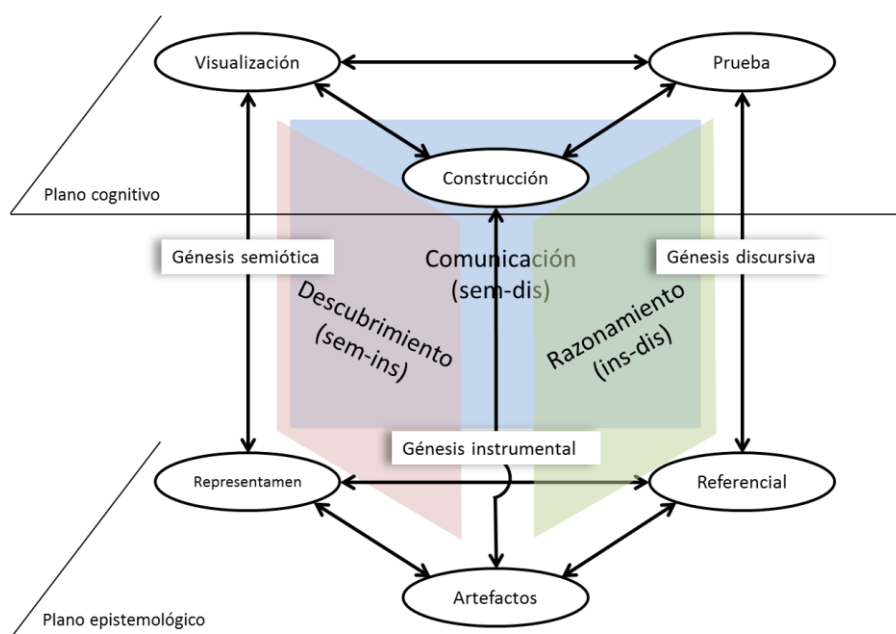 Visualización
Prueba
Construcción
Plano cognitivo
Génesis semiótica
Comunicación
(sem-dis)
Génesis discursiva
Descubrimiento
(sem-ins)
Razonamiento
(ins-dis)
Génesis instrumental
Representamen
Referencial
Artefactos
Plano epistemológico